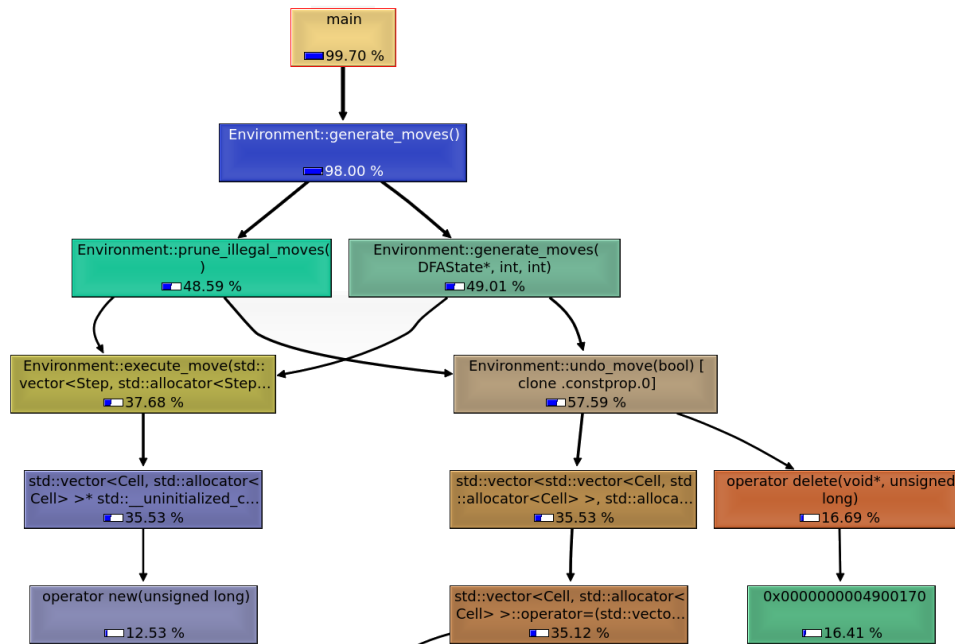 main
99.70 %
Environment::generate_moves()
98.00 %
Environment::prune_illegal_moves(
)
48.59 %
Environment::generate_moves(
DFAState*, int, int)
49.01 %
Environment::execute_move(std::
vector<Step, std::allocator<Step...
37.68 %
Environment::undo_move(bool) [
clone .constprop.0]
57.59 %
std::vector<Cell, std::allocator<
Cell> >* std::__uninitialized_c...
35.53 %
std::vector<std::vector<Cell, std
::allocator<Cell> >, std::alloca...
35.53 %
operator delete(void*, unsigned
long)
16.69 %
operator new(unsigned long)
12.53 %
std::vector<Cell, std::allocator<
Cell> >::operator=(std::vecto...
35.12 %
0x0000000004900170
16.41 %